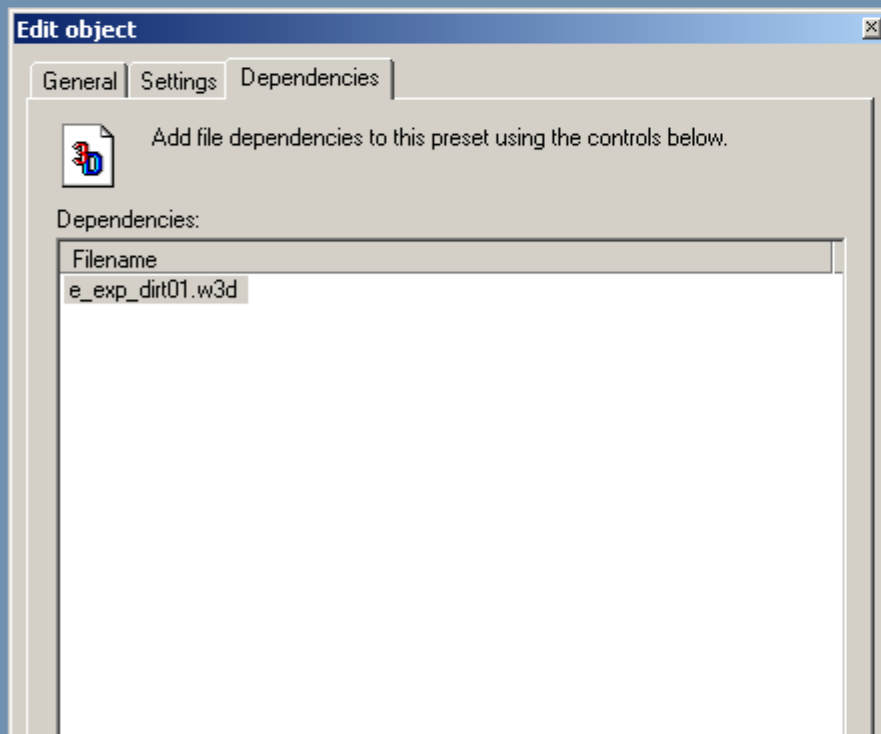 Edit object
General Settings Dependencies
3D
Add file dependencies to this preset using the controls below.
Dependencies:
Filename
e_exp_dirt01.w3d